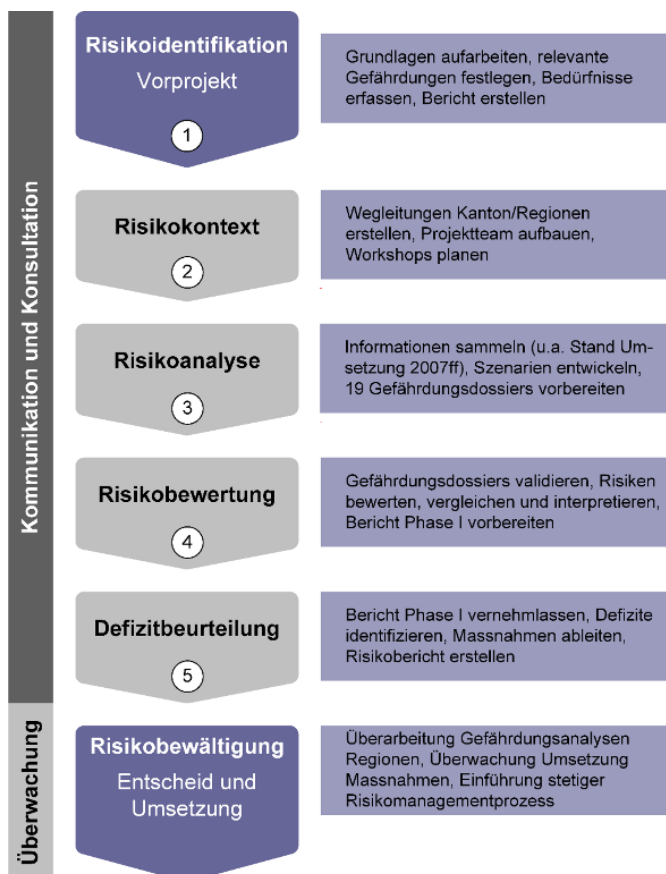 Kommunikation und Konsultation
Risikoidentifikation
Vorprojekt
1
Grundlagen aufarbeiten, relevante
Gefährdungen festlegen, Bedürfnisse
erfassen, Bericht erstellen
Risikokontext
2
Wegleitungen Kanton/Regionen
erstellen, Projektteam aufbauen,
Workshops planen
Risikoanalyse
3
Informationen sammeln (u.a. Stand Um-
setzung 2007ff), Szenarien entwickeln,
19 Gefährdungsdossiers vorbereiten
Risikobewertung
4
Gefährdungsdossiers validieren, Risiken
bewerten, vergleichen und interpretieren,
Bericht Phase I vorbereiten
Defizitbeurteilung
5
Bericht Phase I vernehmlassen, Defizite
identifizieren, Massnahmen ableiten,
Risikobericht erstellen
Überwachung
Risikobewältigung
Entscheid und
Umsetzung
Überarbeitung Gefährdungsanalysen
Regionen, Überwachung Umsetzung
Massnahmen, Einführung stetiger
Risikomanagementprozess